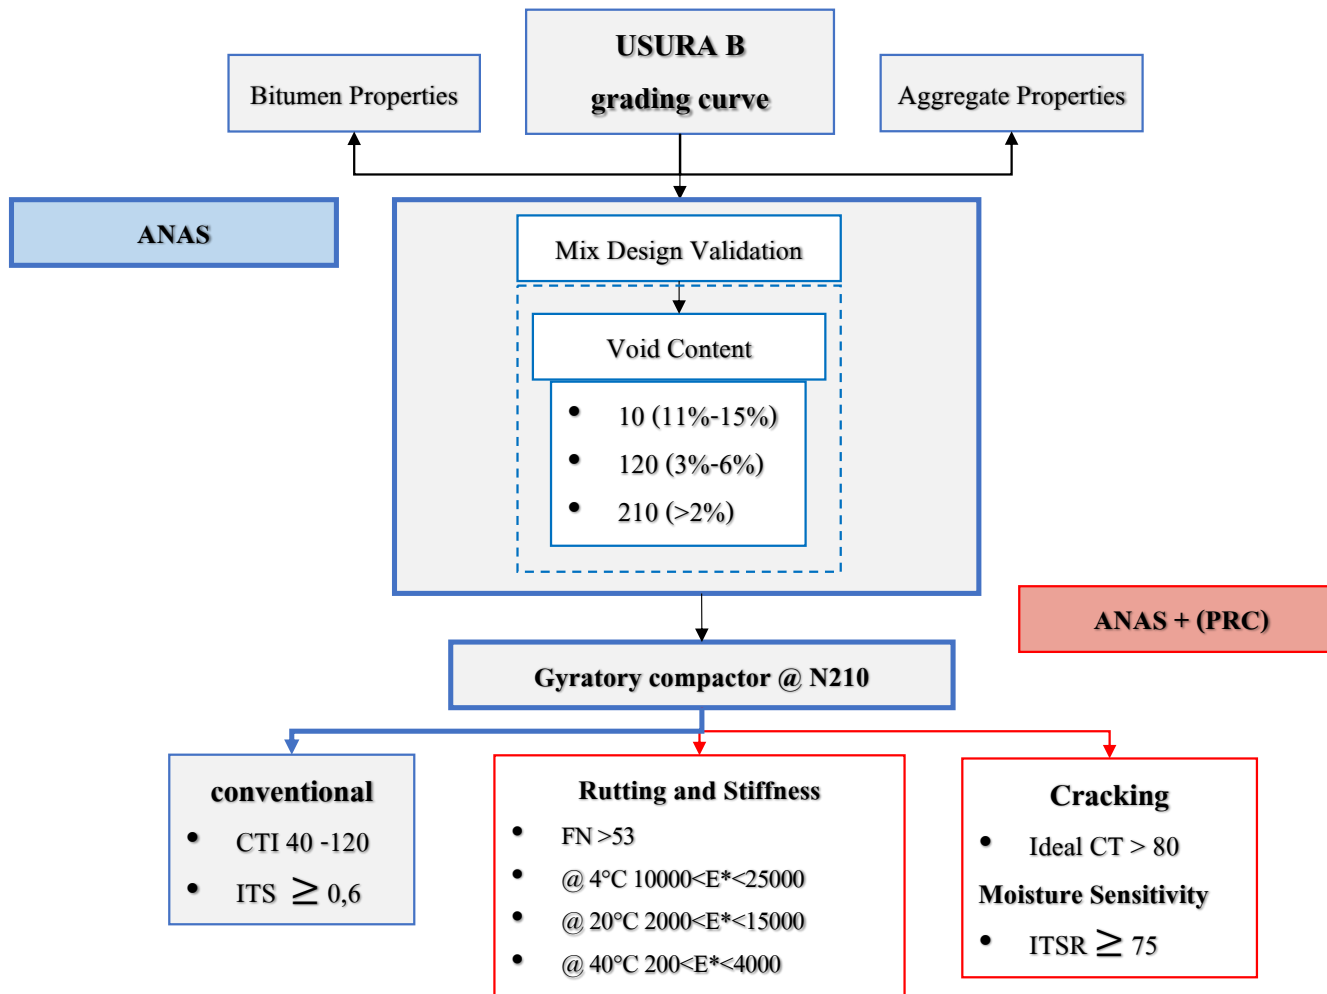 USURA B
grading curve
Bitumen Properties
Aggregate Properties
ANAS
Mix Design Validation
Void Content
• 10 (11%-15%)
• 120 (3%-6%)
• 210 (>2%)
ANAS + (PRC)
Gyratory compactor @ N210
conventional
• CTI 40 -120
• ITS ≥ 0,6
Rutting and Stiffness
• FN >53
• @ 4°C 10000<E*<25000
• @ 20°C 2000<E*<15000
• @ 40°C 200<E*<4000
Cracking
• Ideal CT > 80
Moisture Sensitivity
• ITSR ≥ 75